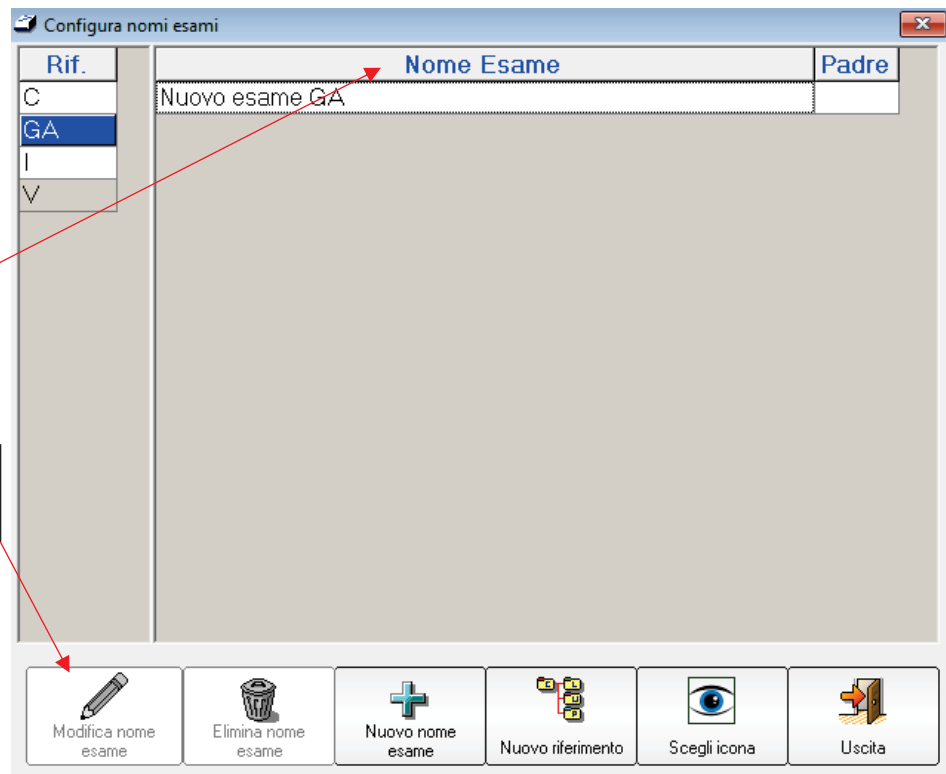 Configura nomi esami
Rif.
Nome Esame
Padre
C
Nuovo esame GA
GA
I
V
Modifica nome
esame
Elimina nome
esame
Nuovo nome
esame
Nuovo riferimento
Scegli icona
Uscita